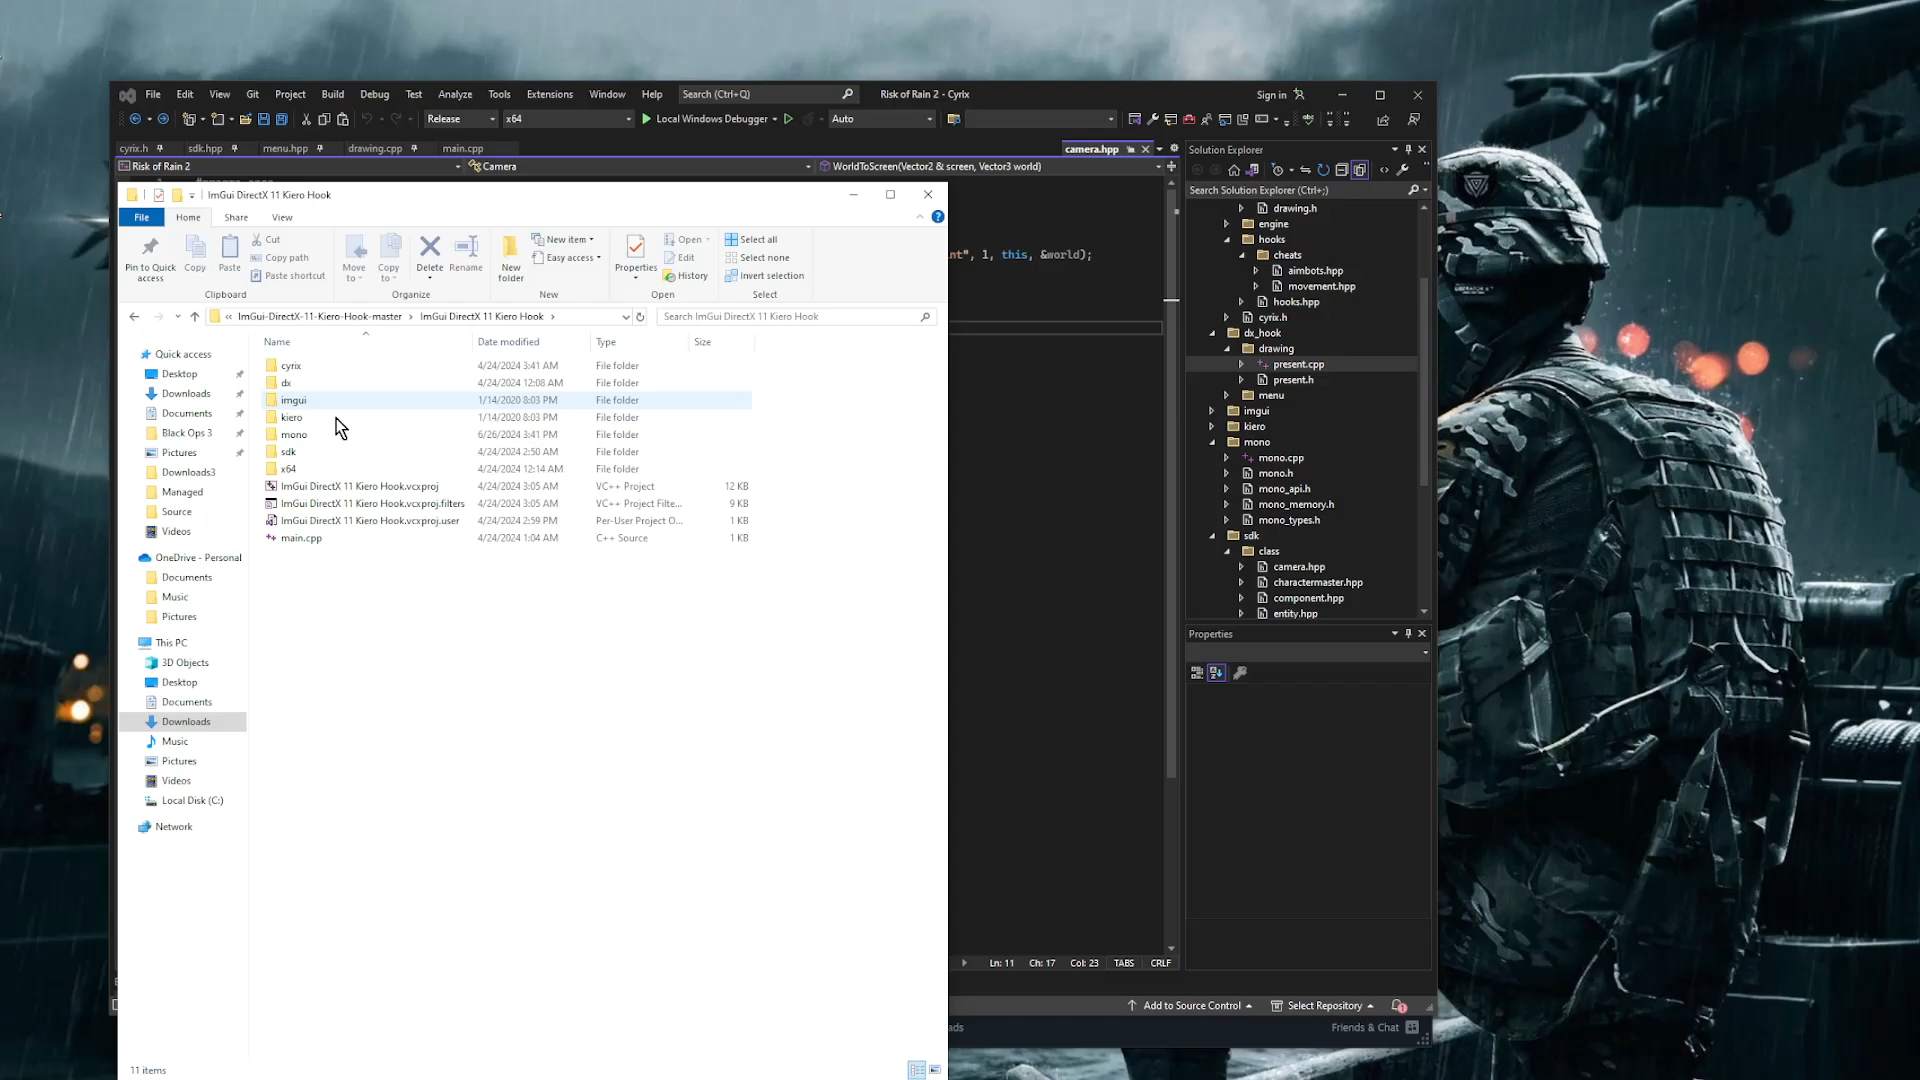 File Edit View Git Project Build Debug Test Analyze Tools Extensions Window Help Search (Ctrl+Q) Risk of Rain 2 - Cyrix Sign in
Release x64 Local Windows Debugger Auto
cyrix.h sdk.hpp menu.hpp drawing.cpp main.cpp camera.hpp
Risk of Rain 2 Camera WorldToScreen(Vector2 & screen, Vector3 world)
nt", 1, this, &world);
ImGui DirectX 11 Kiero Hook
File Home Share View
Pin to Quick access
Copy
Paste
Cut
Copy path
Paste shortcut
Clipboard
Move to
Copy to
Delete
Rename
Organize
New folder
New item
Easy access
New
Properties
Open
Edit
History
Open
Select all
Select none
Invert selection
Select
« ImGui-DirectX-11-Kiero-Hook-master › ImGui DirectX 11 Kiero Hook › Search ImGui DirectX 11 Kiero Hook
Name Date modified Type Size
cyrix 4/24/2024 3:41 AM File folder
dx 4/24/2024 12:08 AM File folder
imgui 1/14/2020 8:03 PM File folder
kiero 1/14/2020 8:03 PM File folder
mono 6/26/2024 3:41 PM File folder
sdk 4/24/2024 2:50 AM File folder
x64 4/24/2024 12:14 AM File folder
ImGui DirectX 11 Kiero Hook.vcxproj 4/24/2024 3:05 AM VC++ Project 12 KB
ImGui DirectX 11 Kiero Hook.vcxproj.filters 4/24/2024 3:05 AM VC++ Project Filte... 9 KB
ImGui DirectX 11 Kiero Hook.vcxproj.user 4/24/2024 2:59 PM Per-User Project O... 1 KB
main.cpp 4/24/2024 1:04 AM C++ Source 1 KB
Quick access
Desktop
Downloads
Documents
Black Ops 3
Pictures
Downloads3
Managed
Source
Videos
OneDrive - Personal
Documents
Music
Pictures
This PC
3D Objects
Desktop
Documents
Downloads
Music
Pictures
Videos
Local Disk (C:)
Network
11 items
Solution Explorer
Search Solution Explorer (Ctrl+;)
drawing.h
engine
hooks
cheats
aimbots.hpp
movement.hpp
hooks.hpp
cyrix.h
dx_hook
drawing
present.cpp
present.h
menu
imgui
kiero
mono
mono.cpp
mono.h
mono_api.h
mono_memory.h
mono_types.h
sdk
class
camera.hpp
charactermaster.hpp
component.hpp
entity.hpp
Properties
Ln: 11 Ch: 17 Col: 23 TABS CRLF
Add to Source Control Select Repository 1
ads Friends & Chat